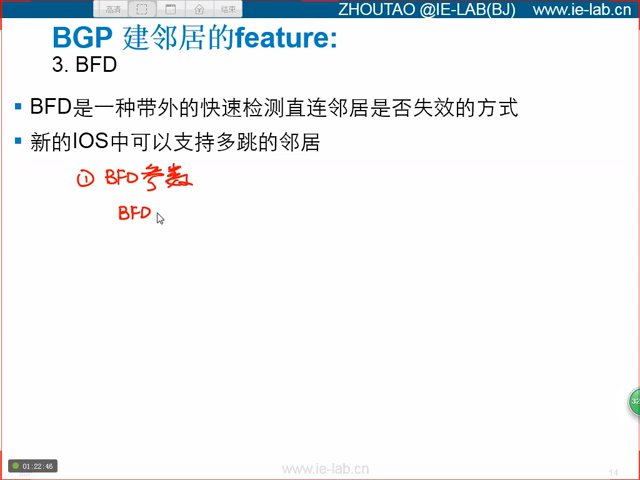 高清 结束
ZHOUTAO @IE-LAB(BJ) www.ie-lab.cn
BGP 建邻居的feature:
3. BFD
▪ BFD是一种带外的快速检测直连邻居是否失效的方式
▪ 新的IOS中可以支持多跳的邻居
① BFD参数
BFD
32
01:22:46
www.ie-lab.cn
14